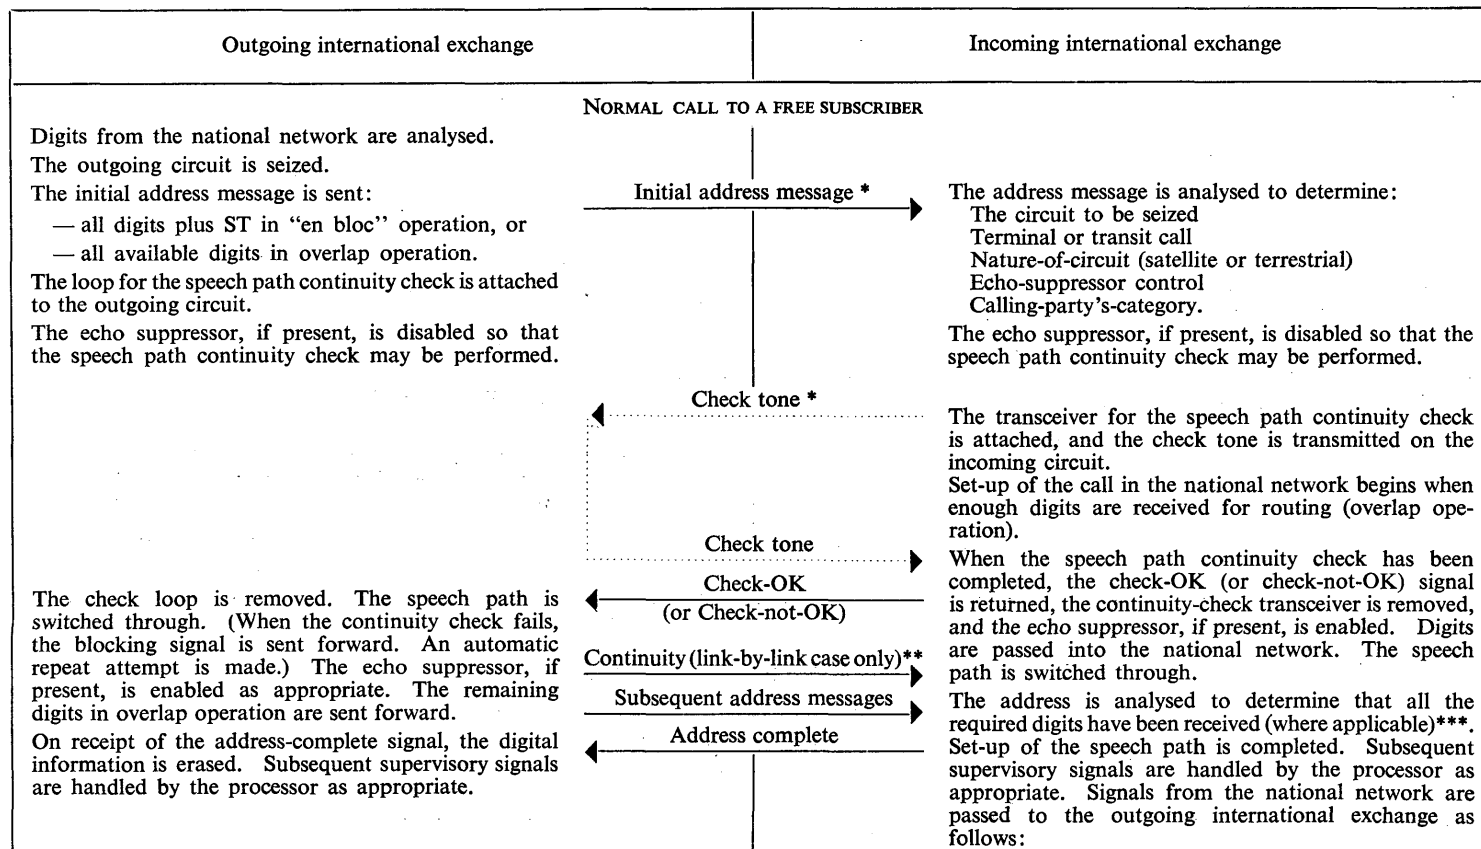 Outgoing international exchange
Incoming international exchange
NORMAL CALL TO A FREE SUBSCRIBER
Digits from the national network are analysed.
The outgoing circuit is seized.
The initial address message is sent:
— all digits plus ST in “en bloc” operation, or
— all available digits in overlap operation.
The loop for the speech path continuity check is attached
to the outgoing circuit.
The echo suppressor, if present, is disabled so that
the speech path continuity check may be performed.
Initial address message *
The address message is analysed to determine:
The circuit to be seized
Terminal or transit call
Nature-of-circuit (satellite or terrestrial)
Echo-suppressor control
Calling-party's-category.
The echo suppressor, if present, is disabled so that the
speech path continuity check may be performed.
Check tone *
The transceiver for the speech path continuity check
is attached, and the check tone is transmitted on the
incoming circuit.
Set-up of the call in the national network begins when
enough digits are received for routing (overlap ope-
ration).
Check tone
When the speech path continuity check has been
completed, the check-OK (or check-not-OK) signal
is returned, the continuity-check transceiver is removed,
and the echo suppressor, if present, is enabled. Digits
are passed into the national network. The speech
path is switched through.
Check-OK
(or Check-not-OK)
The check loop is removed. The speech path is
switched through. (When the continuity check fails,
the blocking signal is sent forward. An automatic
repeat attempt is made.) The echo suppressor, if
present, is enabled as appropriate. The remaining
digits in overlap operation are sent forward.
Continuity (link-by-link case only)**
Subsequent address messages
The address is analysed to determine that all the
required digits have been received (where applicable)***.
Set-up of the speech path is completed. Subsequent
supervisory signals are handled by the processor as
appropriate. Signals from the national network are
passed to the outgoing international exchange as
follows:
Address complete
On receipt of the address-complete signal, the digital
information is erased. Subsequent supervisory signals
are handled by the processor as appropriate.